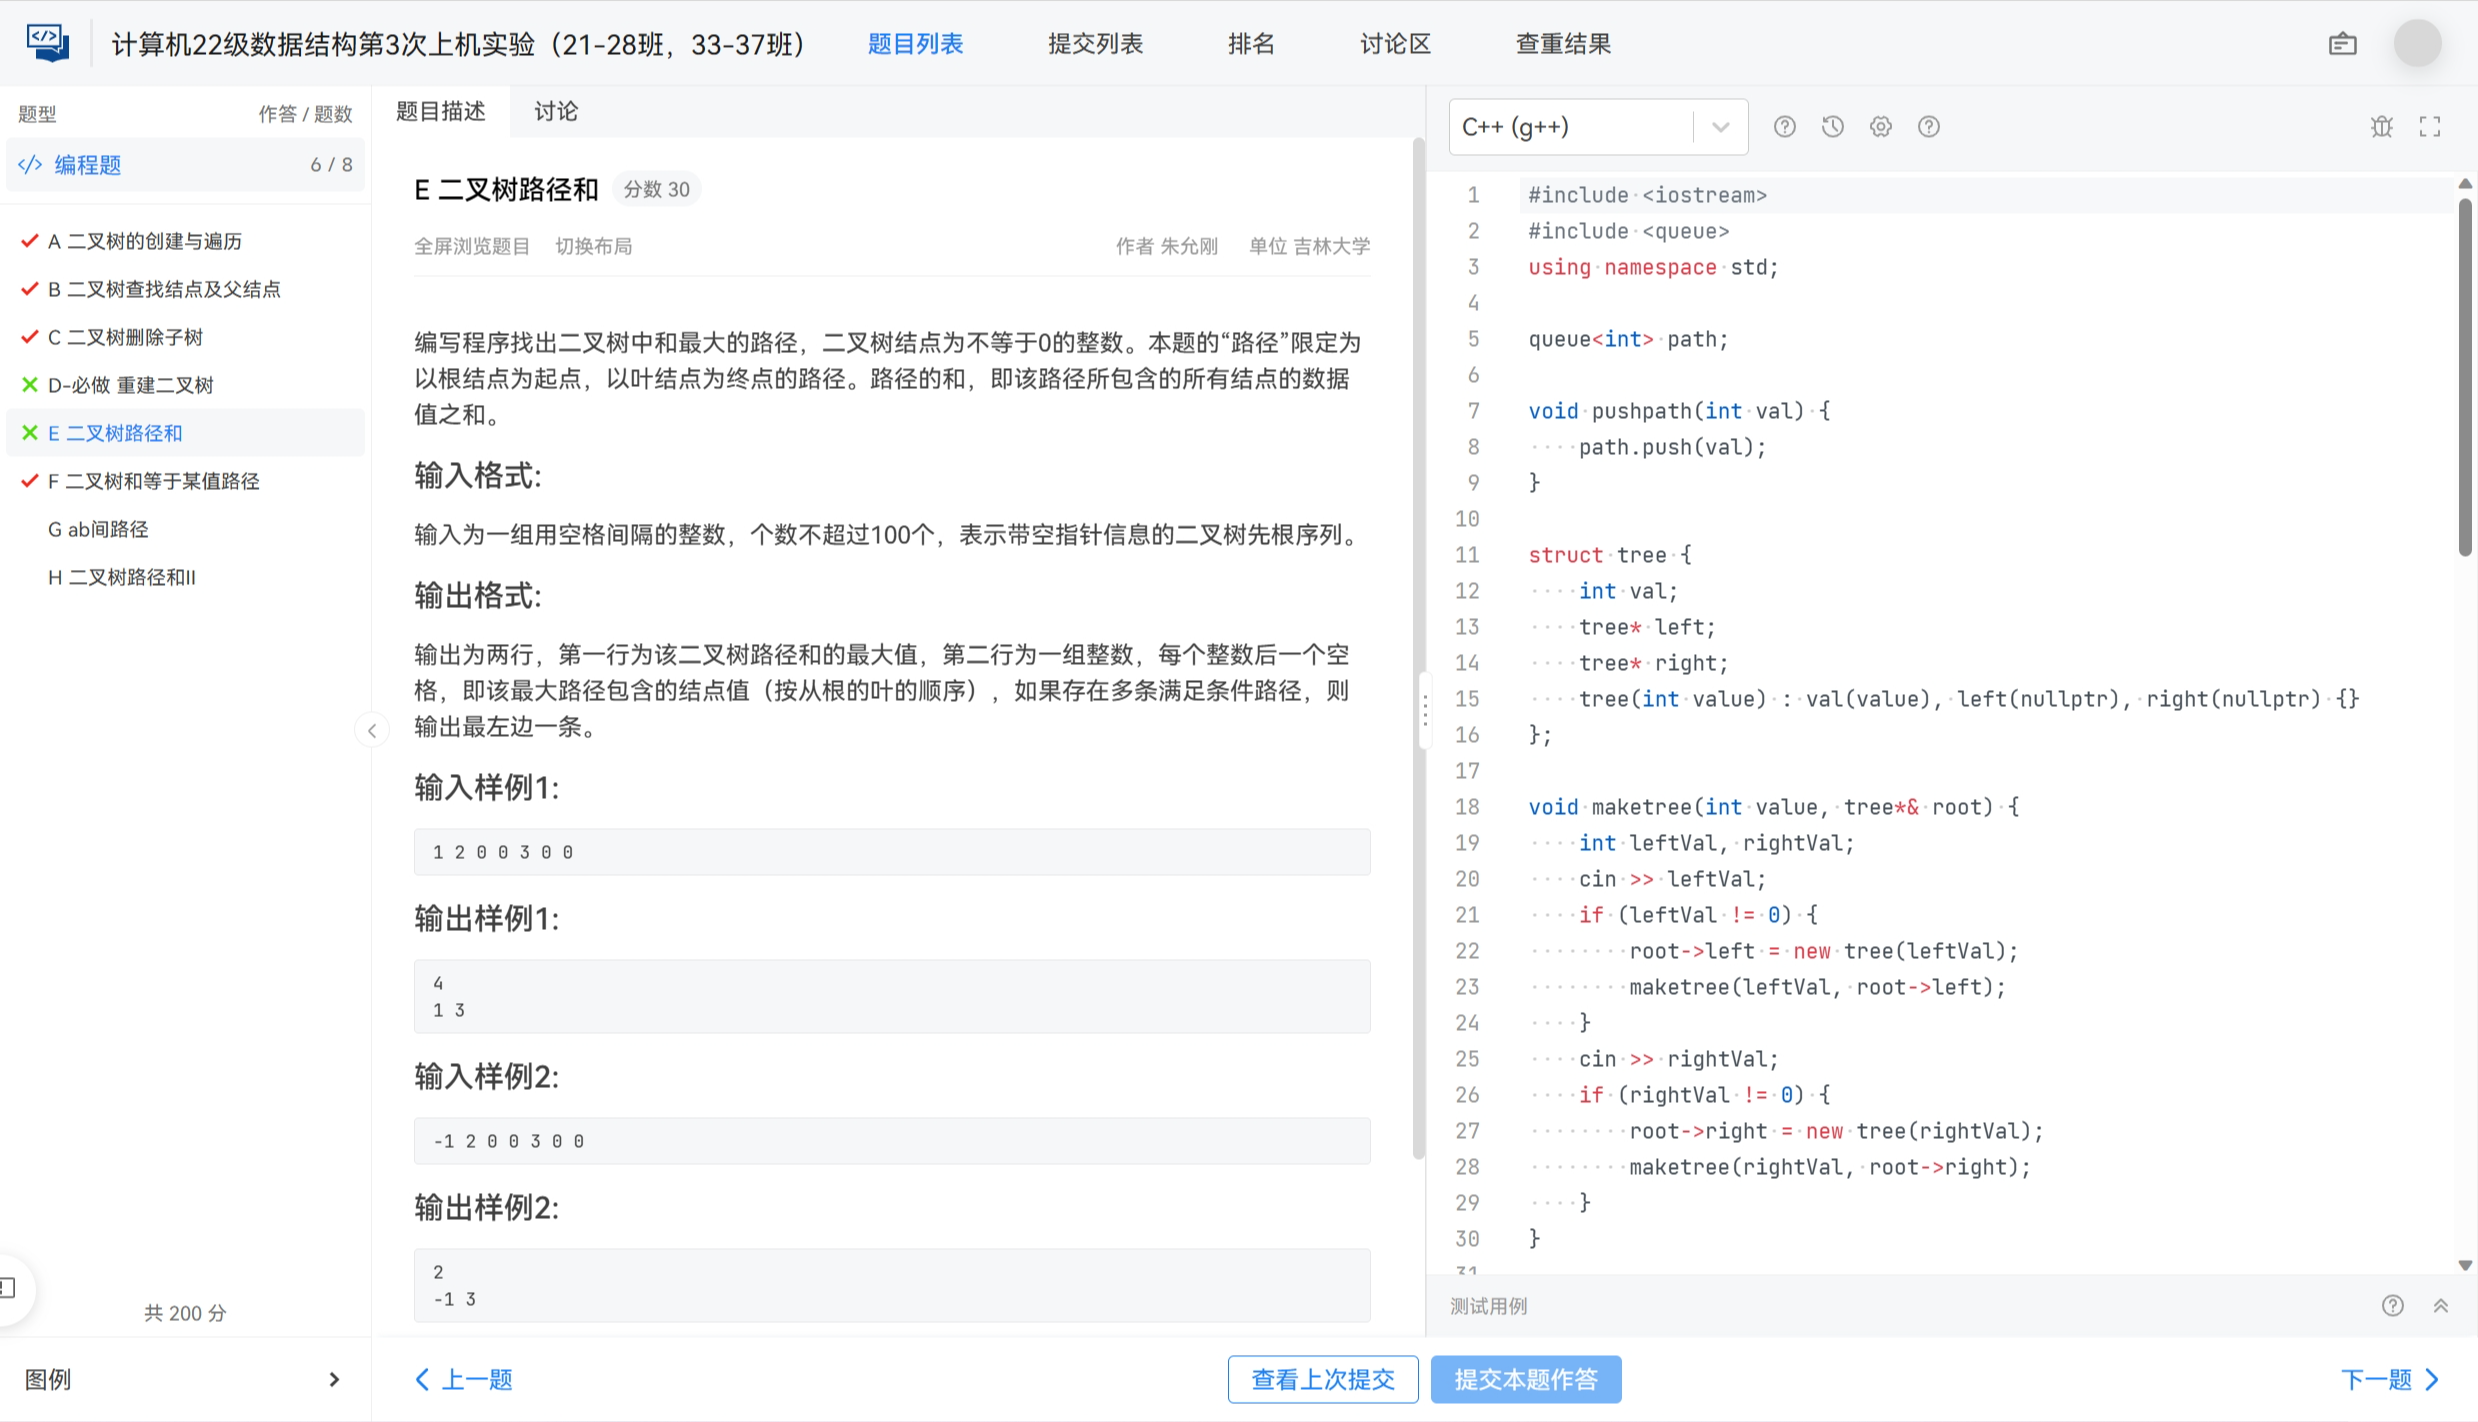 计算机22级数据结构第3次上机实验（21-28班，33-37班）
题目列表
提交列表
排名
讨论区
查重结果
题型
作答 / 题数
编程题
6 / 8
A 二叉树的创建与遍历
B 二叉树查找结点及父结点
C 二叉树删除子树
D-必做 重建二叉树
E 二叉树路径和
F 二叉树和等于某值路径
G ab间路径
H 二叉树路径和II
共 200 分
图例
题目描述
讨论
E 二叉树路径和
分数 30
全屏浏览题目
切换布局
作者 朱允刚
单位 吉林大学
编写程序找出二叉树中和最大的路径，二叉树结点为不等于0的整数。本题的“路径”限定为
以根结点为起点，以叶结点为终点的路径。路径的和，即该路径所包含的所有结点的数据
值之和。
输入格式:
输入为一组用空格间隔的整数，个数不超过100个，表示带空指针信息的二叉树先根序列。
输出格式:
输出为两行，第一行为该二叉树路径和的最大值，第二行为一组整数，每个整数后一个空
格，即该最大路径包含的结点值（按从根的叶的顺序），如果存在多条满足条件路径，则
输出最左边一条。
输入样例1:
1 2 0 0 3 0 0
输出样例1:
4
1 3
输入样例2:
-1 2 0 0 3 0 0
输出样例2:
2
-1 3
上一题
查看上次提交
提交本题作答
下一题
C++ (g++)
1 #include <iostream>
2 #include <queue>
3 using namespace std;
4
5 queue<int> path;
6
7 void pushpath(int val) {
8     path.push(val);
9 }
10
11 struct tree {
12     int val;
13     tree* left;
14     tree* right;
15     tree(int value) : val(value), left(nullptr), right(nullptr) {}
16 };
17
18 void maketree(int value, tree*& root) {
19     int leftVal, rightVal;
20     cin >> leftVal;
21     if (leftVal != 0) {
22         root->left = new tree(leftVal);
23         maketree(leftVal, root->left);
24     }
25     cin >> rightVal;
26     if (rightVal != 0) {
27         root->right = new tree(rightVal);
28         maketree(rightVal, root->right);
29     }
30 }
31
测试用例